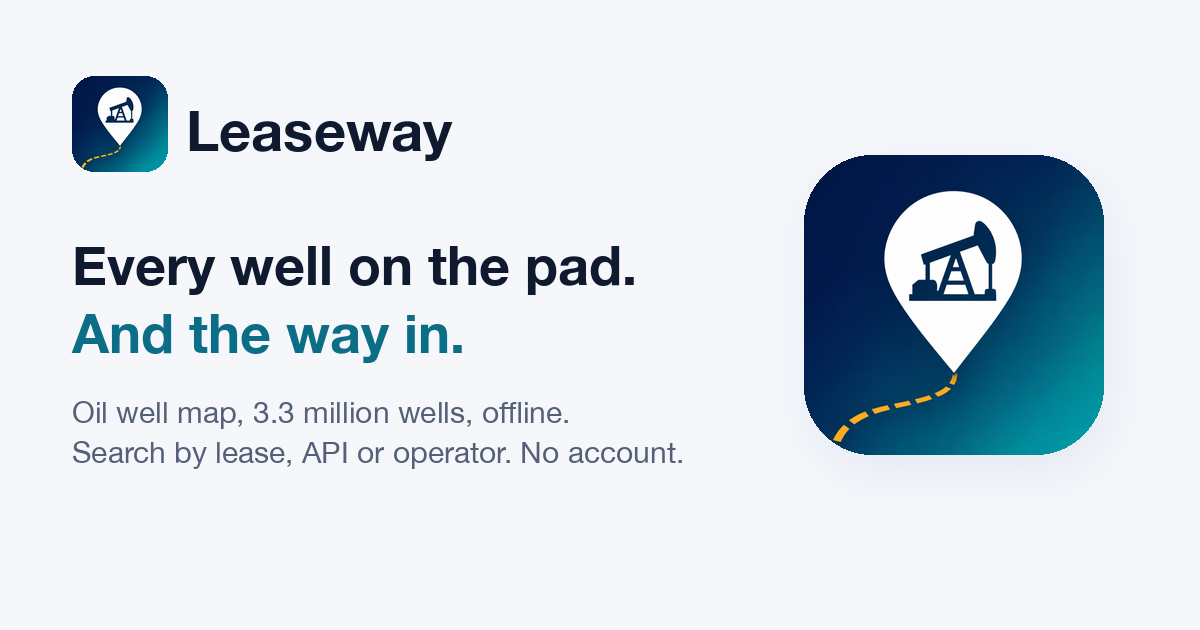 Leaseway
Every well on the pad.
And the way in.
Oil well map, 3.3 million wells, offline.
Search by lease, API or operator. No account.